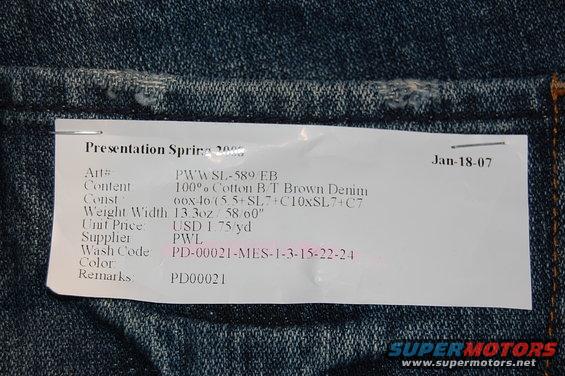 Presentation Spring 2008
Jan-18-07
Art#: PWWSL-589/EB
Content: 100% Cotton B/T Brown Denim
Const: 66x46/(5.5+SL7+C10xSL7+C7
Weight Width 13.3oz / 58/60"
Unit Price: USD 1.75/yd
Supplier PWL
Wash Code: PD-00021-MES-1-3-15-22-24
Color:
Remarks: PD00021
SUPERMOTORS
www.supermotors.net